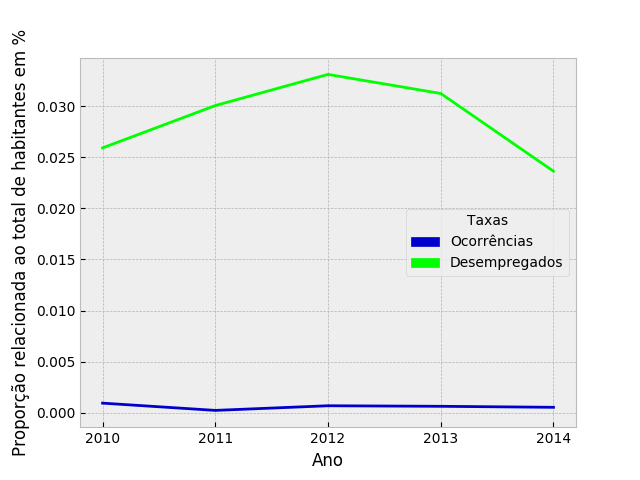 Proporção relacionada ao total de habitantes em %
0.030
0.025
0.020
0.015
0.010
0.005
0.000
Taxas
Ocorrências
Desempregados
2010 2011 2012 2013 2014
Ano